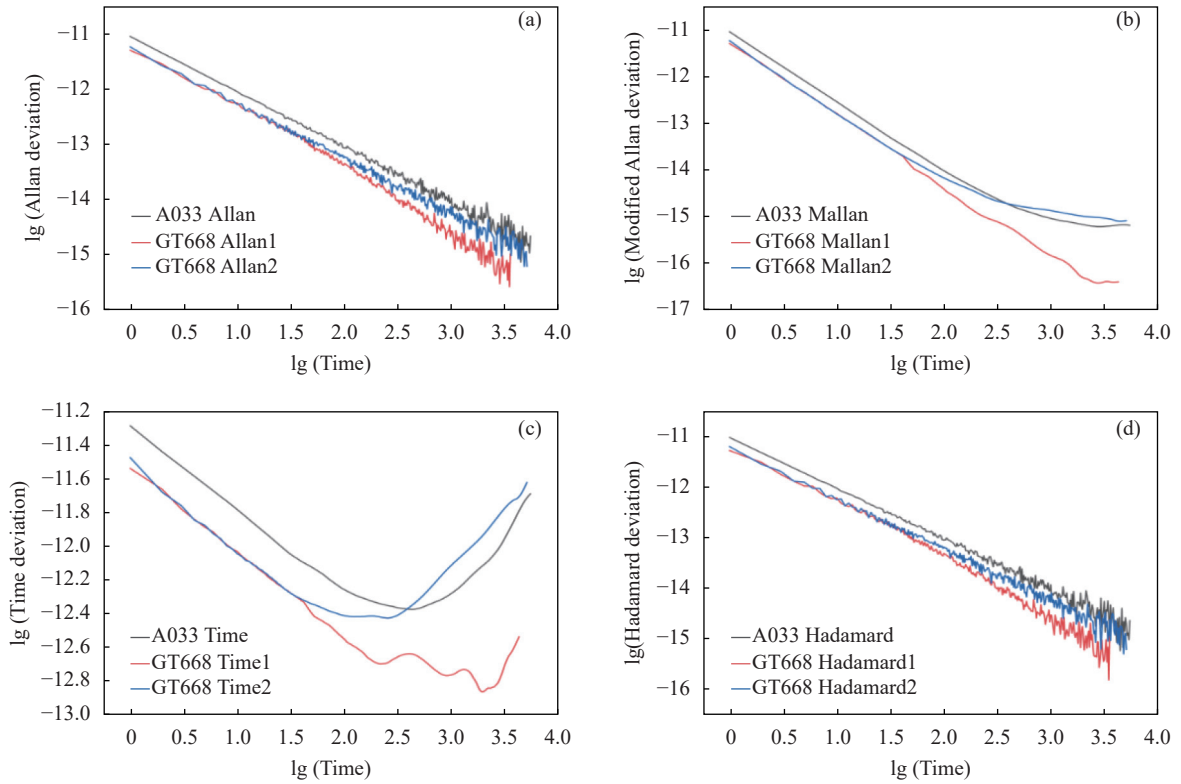 (a)
lg (Allan deviation)
−11
−12
−13
−14
−15
−16
A033 Allan
GT668 Allan1
GT668 Allan2
0 0.5 1.0 1.5 2.0 2.5 3.0 3.5 4.0
lg (Time)
(b)
lg (Modified Allan deviation)
−11
−12
−13
−14
−15
−16
−17
A033 Mallan
GT668 Mallan1
GT668 Mallan2
0 0.5 1.0 1.5 2.0 2.5 3.0 3.5 4.0
lg (Time)
(c)
lg (Time deviation)
−11.2
−11.4
−11.6
−11.8
−12.0
−12.2
−12.4
−12.6
−12.8
−13.0
A033 Time
GT668 Time1
GT668 Time2
0 0.5 1.0 1.5 2.0 2.5 3.0 3.5 4.0
lg (Time)
(d)
lg(Hadamard deviation)
−11
−12
−13
−14
−15
−16
A033 Hadamard
GT668 Hadamard1
GT668 Hadamard2
0 0.5 1.0 1.5 2.0 2.5 3.0 3.5 4.0
lg (Time)